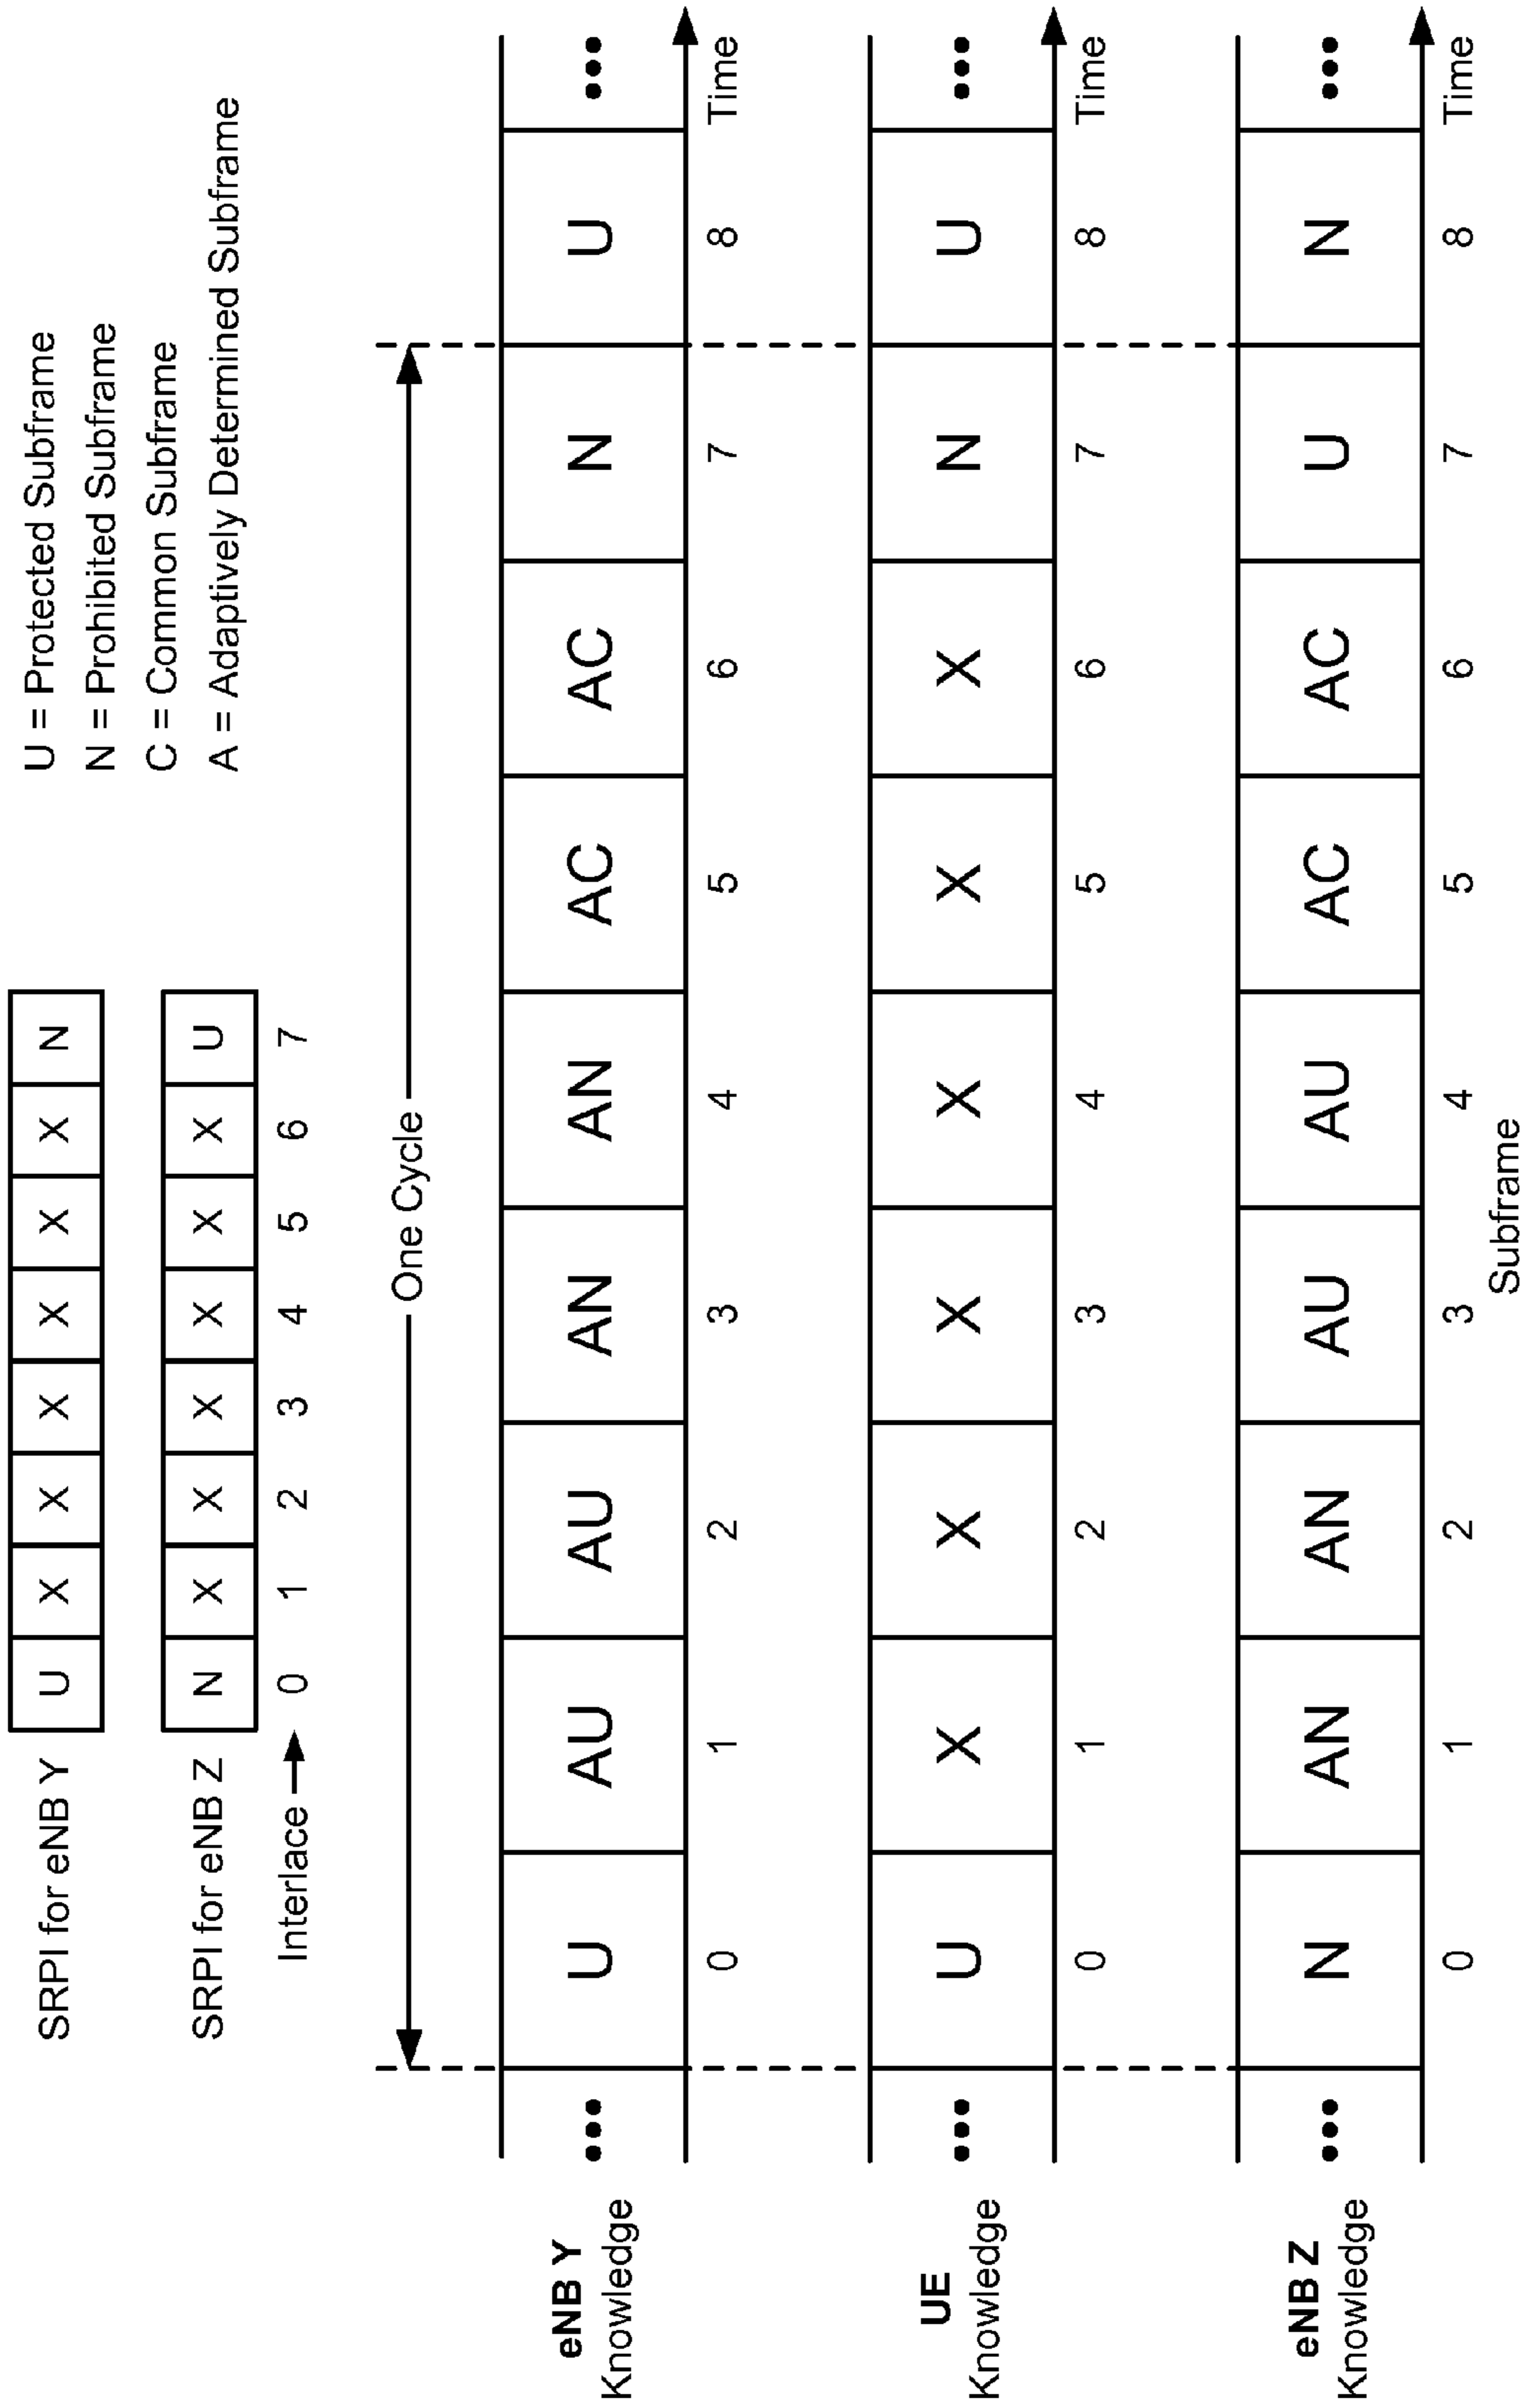 SRPI for eNB Y U X X X X X X N
SRPI for eNB Z N X X X X X X U
Interlace 0 1 2 3 4 5 6 7
U = Protected Subframe
N = Prohibited Subframe
C = Common Subframe
A = Adaptively Determined Subframe
One Cycle
eNB Y
Knowledge
••• U AU AU AN AN AC AC N U •••
0 1 2 3 4 5 6 7 8 Time
UE
Knowledge
••• U X X X X X X N U •••
0 1 2 3 4 5 6 7 8 Time
eNB Z
Knowledge
••• N AN AN AU AU AC AC U N •••
0 1 2 3 4 5 6 7 8 Time
Subframe